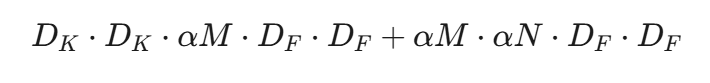 D_K · D_K · αM · D_F · D_F + αM · αN · D_F · D_F